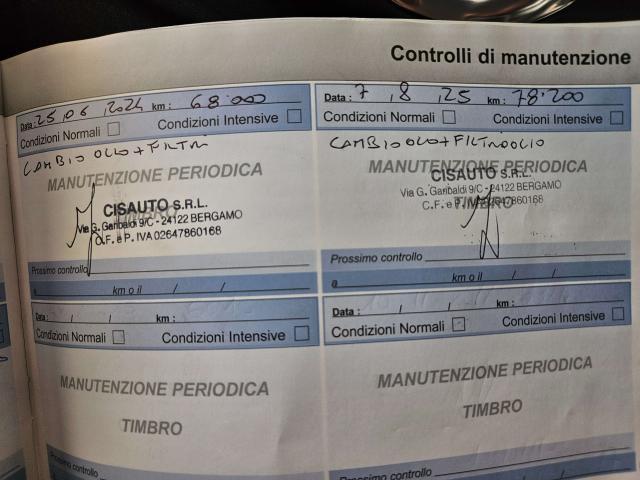 Controlli di manutenzione
Data: 25 06 2024 km: 68.000
Condizioni Normali Condizioni Intensive
CAMBIO OLIO + FILTRI
MANUTENZIONE PERIODICA
TIMBRO
CISAUTO S.R.L.
Via G. Garibaldi 9/C - 24122 BERGAMO
C.F. e P. IVA 02647860168
Prossimo controllo
a km o il / /
Data: 7 , 8 , 25 km: 78.200
Condizioni Normali Condizioni Intensive
CAMBIO OLIO + FILTRO OLIO
MANUTENZIONE PERIODICA
TIMBRO
CISAUTO S.R.L.
Via G. Garibaldi 9/C - 24122 BERGAMO
C.F. e P. IVA 02647860168
Prossimo controllo
a km o il / /
Data: / / km:
Condizioni Normali Condizioni Intensive
MANUTENZIONE PERIODICA
TIMBRO
Prossimo controllo
Data: / / km:
Condizioni Normali Condizioni Intensive
MANUTENZIONE PERIODICA
TIMBRO
Prossimo controllo